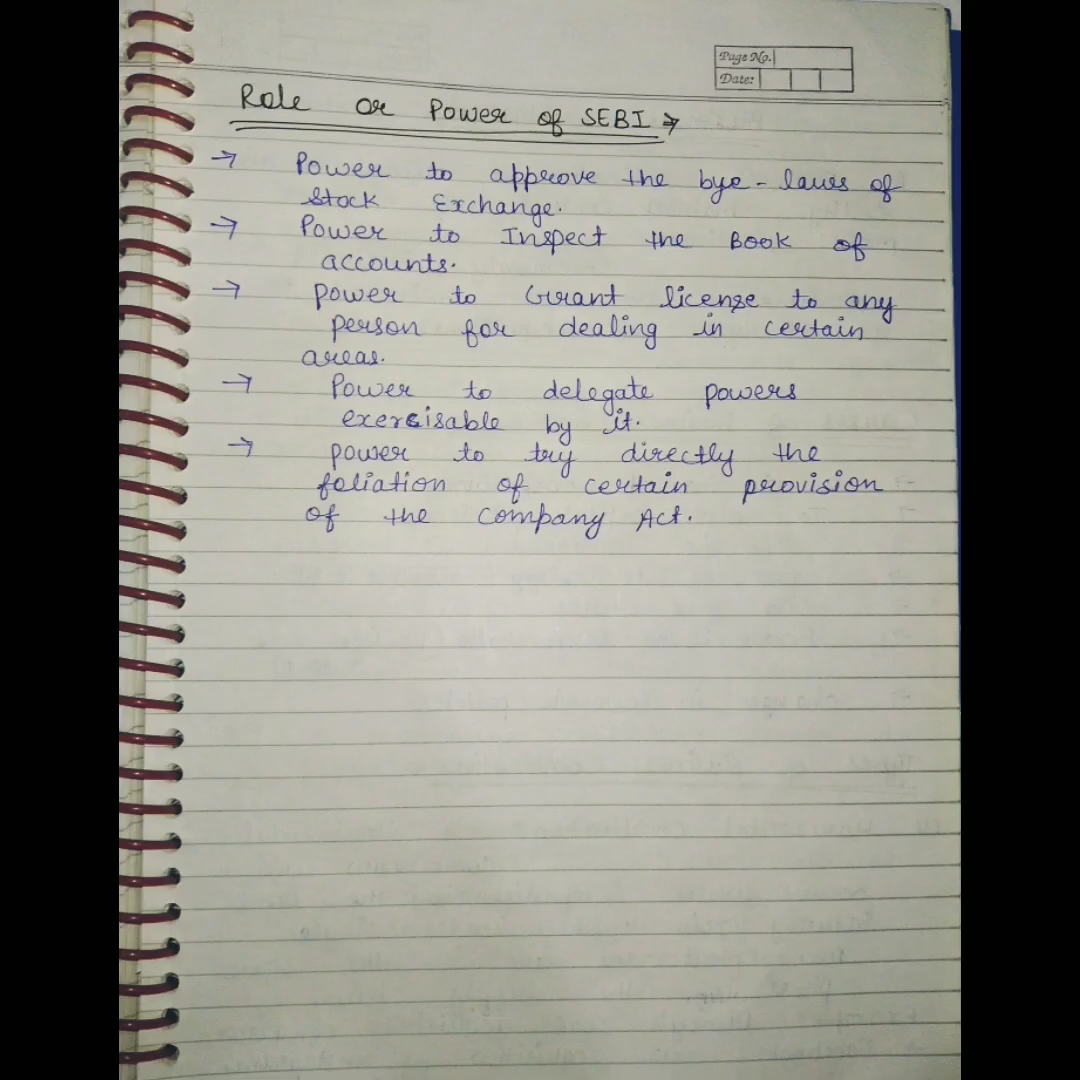 Page No.
Date:
Role or Power of SEBI →
→ Power to approve the bye-laws of
Stock Exchange.
→ Power to Inspect the Book of
accounts.
→ power to Grant license to any
person for dealing in certain
areas.
→ Power to delegate powers
exercisable by it.
→ power to try directly the
foliation of certain provision
of the Company Act.